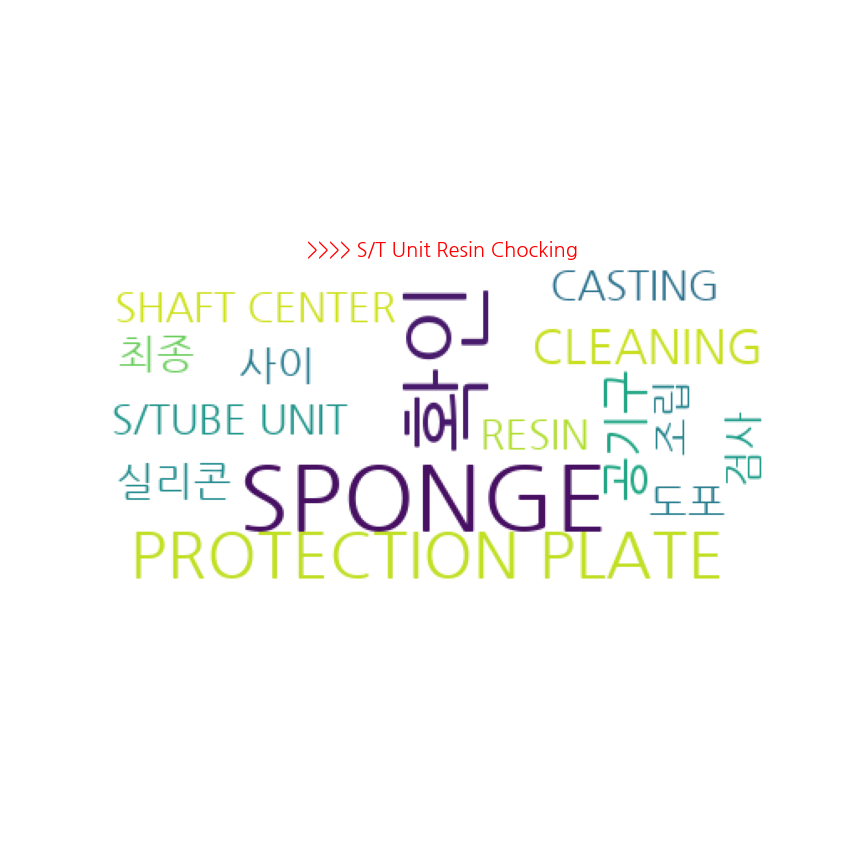 >>>> S/T Unit Resin Chocking
CASTING
SHAFT CENTER
확인
CLEANING
최종
사이
공기구
조립
S/TUBE UNIT
RESIN
검사
실리콘
SPONGE
도포
PROTECTION PLATE